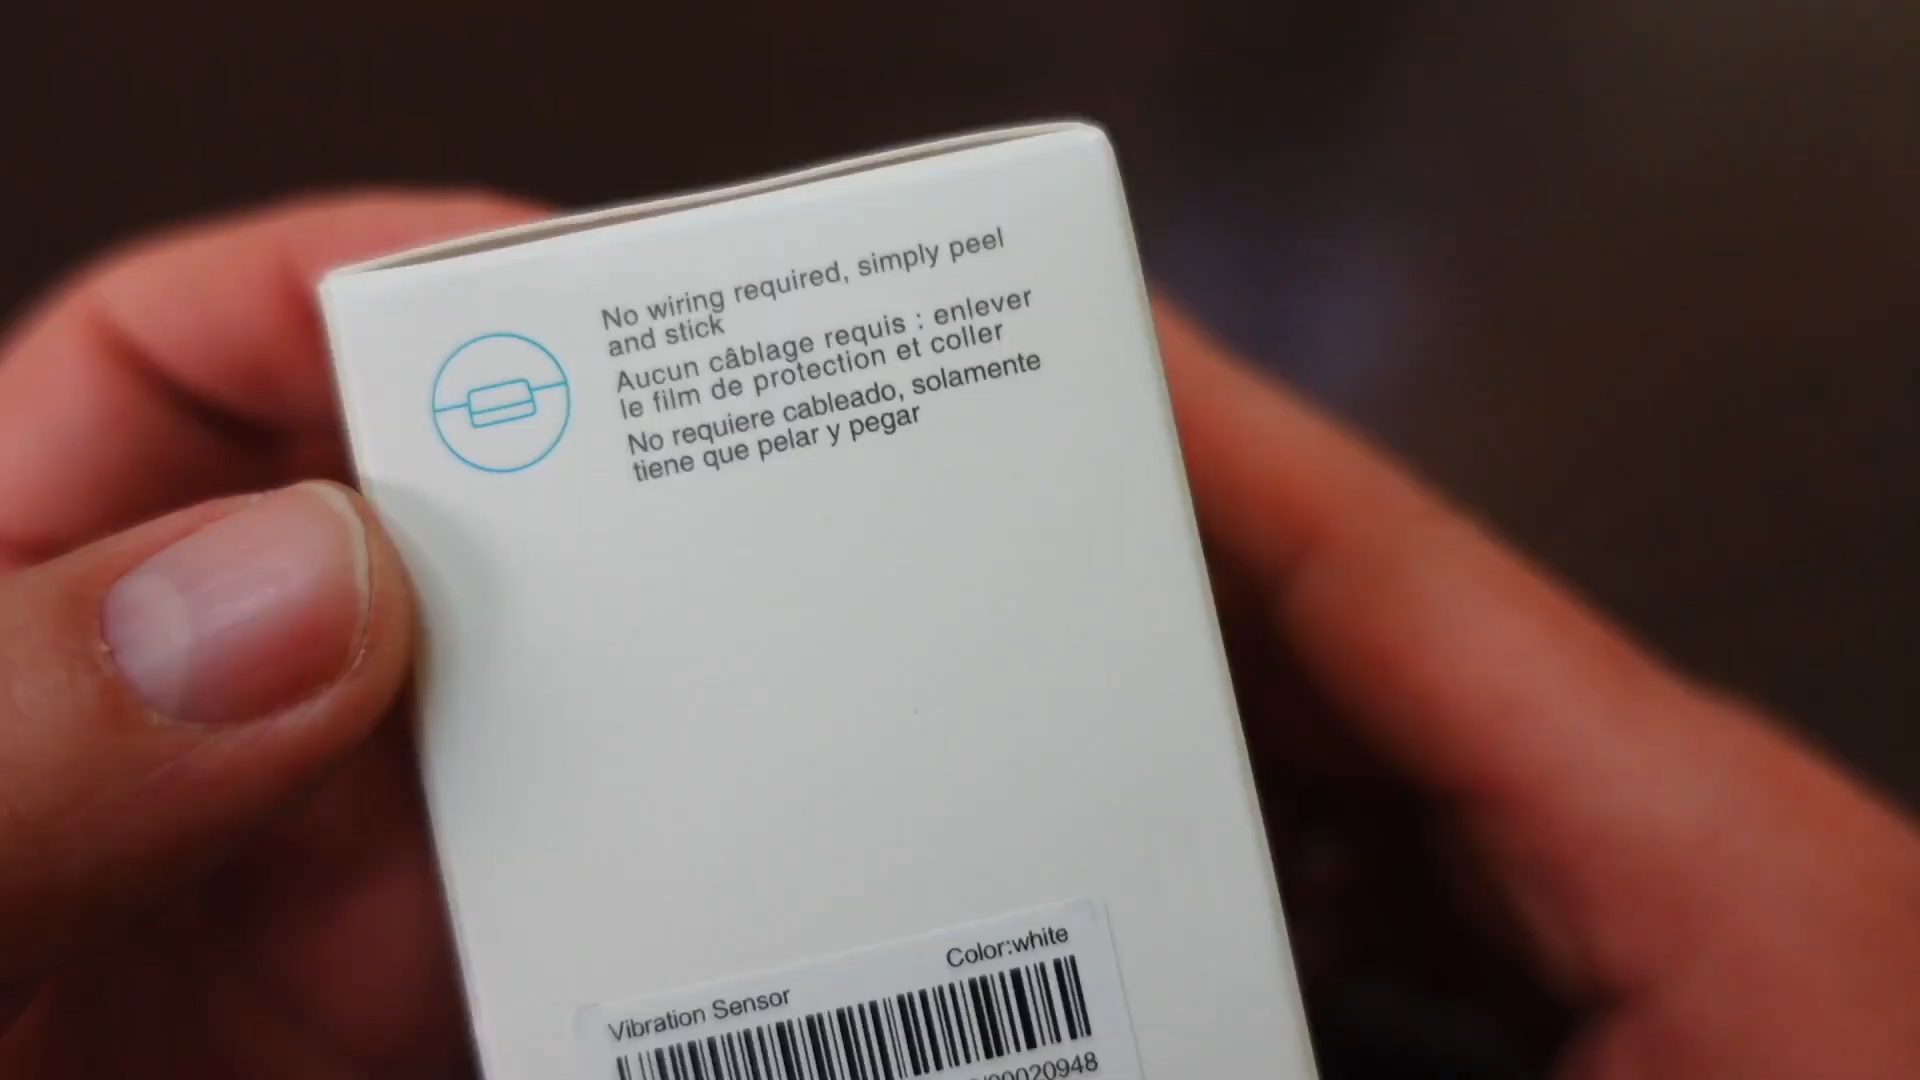 No wiring required, simply peel
and stick
Aucun câblage requis : enlever
le film de protection et coller
No requiere cableado, solamente
tiene que pelar y pegar
Color:white
Vibration Sensor